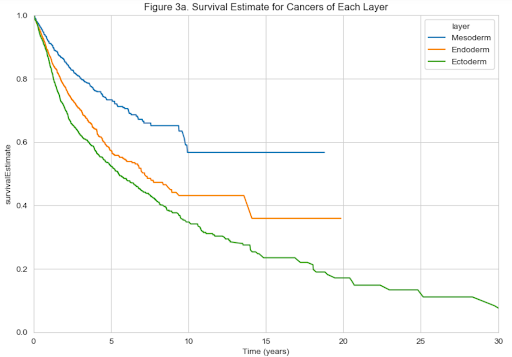 Figure 3a. Survival Estimate for Cancers of Each Layer
layer
Mesoderm
Endoderm
Ectoderm
1.0
0.8
0.6
0.4
0.2
0.0
survivalEstimate
0
5
10
15
20
25
30
Time (years)